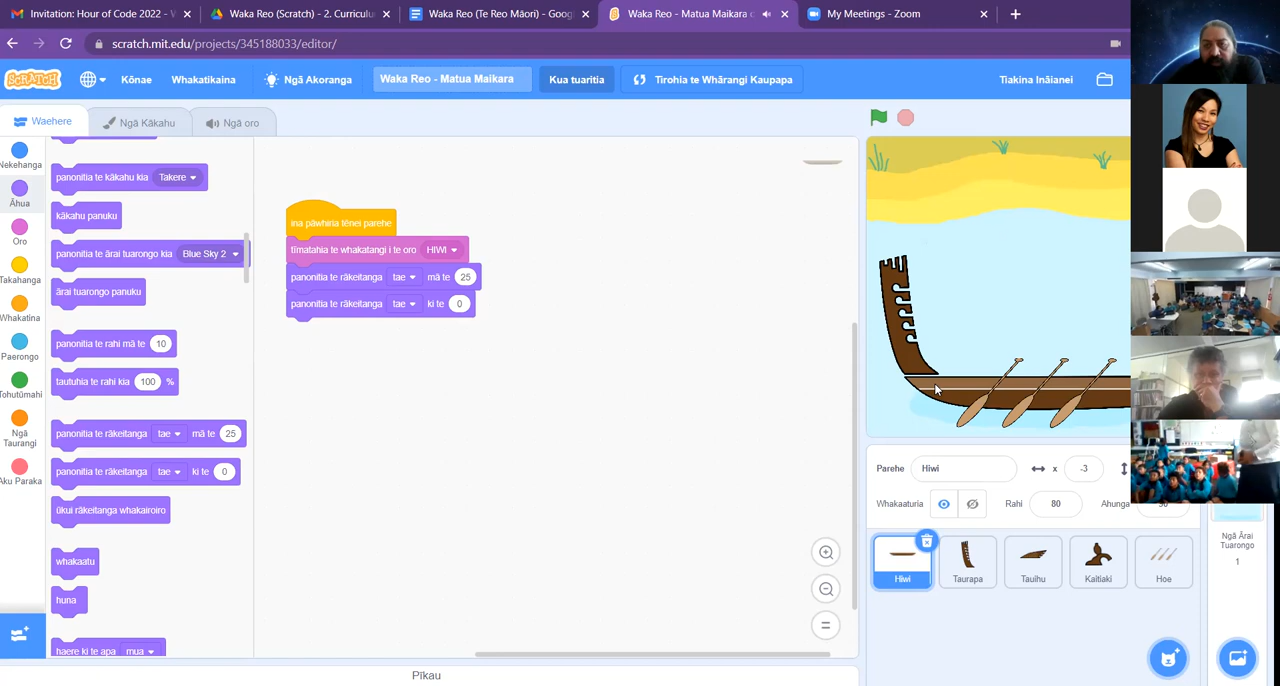 Invitation: Hour of Code 2022 - W
Waka Reo (Scratch) - 2. Curriculu
Waka Reo (Te Reo Māori) - Goog
Waka Reo - Matua Maikara o
My Meetings - Zoom
scratch.mit.edu/projects/345188033/editor/
SCRATCH
Kōnae
Whakatikaina
Ngā Akoranga
Waka Reo - Matua Maikara
Kua tuaritia
Tirohia te Whārangi Kaupapa
Tiakina Ināianei
Waehere
Ngā Kākahu
Ngā oro
Nekehanga
Āhua
Oro
Takahanga
Whakatina
Paerongo
Tohutūmahi
Ngā Taurangi
Aku Paraka
panonitia te kākahu kia Takere
kākahu panuku
panonitia te ārai tuarongo kia Blue Sky 2
ārai tuarongo panuku
panonitia te rahi mā te 10
tautuhia te rahi kia 100 %
panonitia te rākeitanga tae mā te 25
panonitia te rākeitanga tae ki te 0
ūkui rākeitanga whakairoiro
whakaatu
huna
haere ki te apa mua
ina pāwhiria tēnei parehe
tīmatahia te whakatangi i te oro HIWI
panonitia te rākeitanga tae mā te 25
panonitia te rākeitanga tae ki te 0
Pīkau
Parehe Hiwi x -3
Whakaaturia Rahi 80 Ahunga 90
Hiwi
Taurapa
Tauihu
Kaitiaki
Hoe
Ngā Ārai
Tuarongo
1